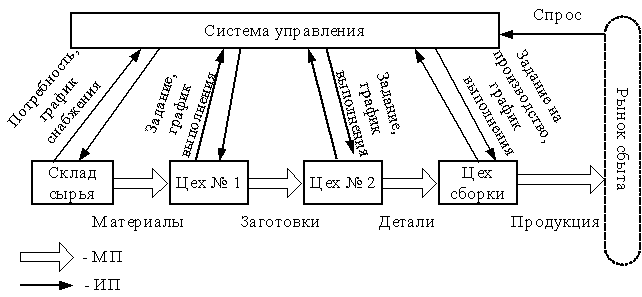 Спрос
Система управления
Потребность,
график
снабжения
Задание,
график
выполнения
Задание,
график
выполнения
Задание на
производство,
график
выполнения
Рынок сбыта
Склад
сырья
Цех № 1
Цех № 2
Цех
сборки
Материалы
Заготовки
Детали
Продукция
- МП
- ИП